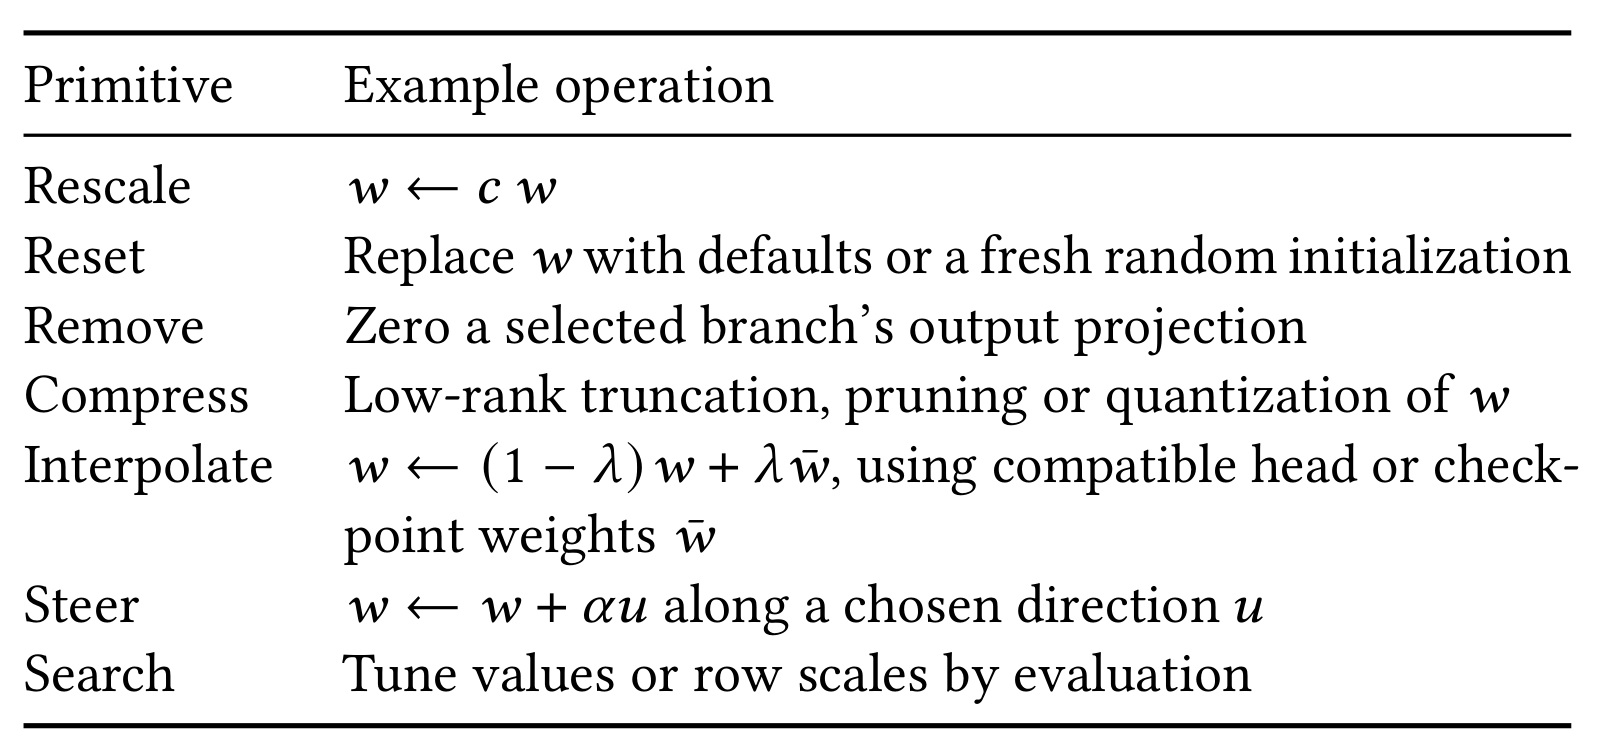 Primitive Example operation
Rescale w ← c w
Reset Replace w with defaults or a fresh random initialization
Remove Zero a selected branch’s output projection
Compress Low-rank truncation, pruning or quantization of w
Interpolate w ← (1 − λ) w + λw̄, using compatible head or check-
point weights w̄
Steer w ← w + αu along a chosen direction u
Search Tune values or row scales by evaluation